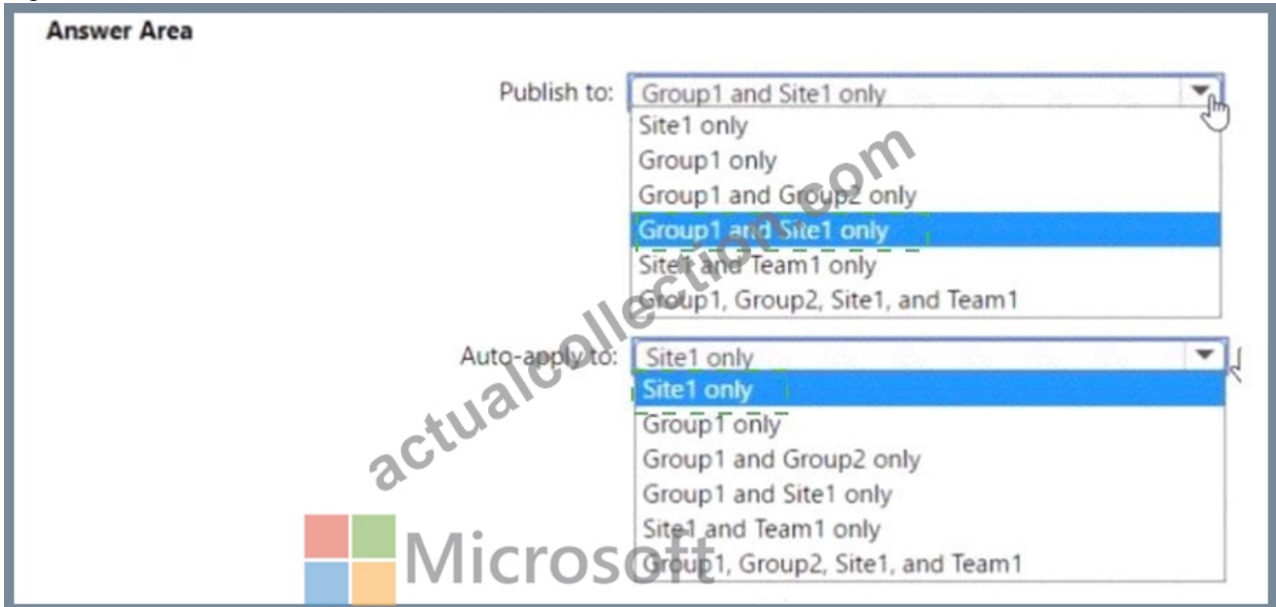 Answer Area
Publish to: Group1 and Site1 only
Site1 only
Group1 only
Group1 and Group2 only
Group1 and Site1 only
Site1 and Team1 only
Group1, Group2, Site1, and Team1
Auto-apply to: Site1 only
Site1 only
Group1 only
Group1 and Group2 only
Group1 and Site1 only
Site1 and Team1 only
Group1, Group2, Site1, and Team1
actualcollection.com
Microsoft